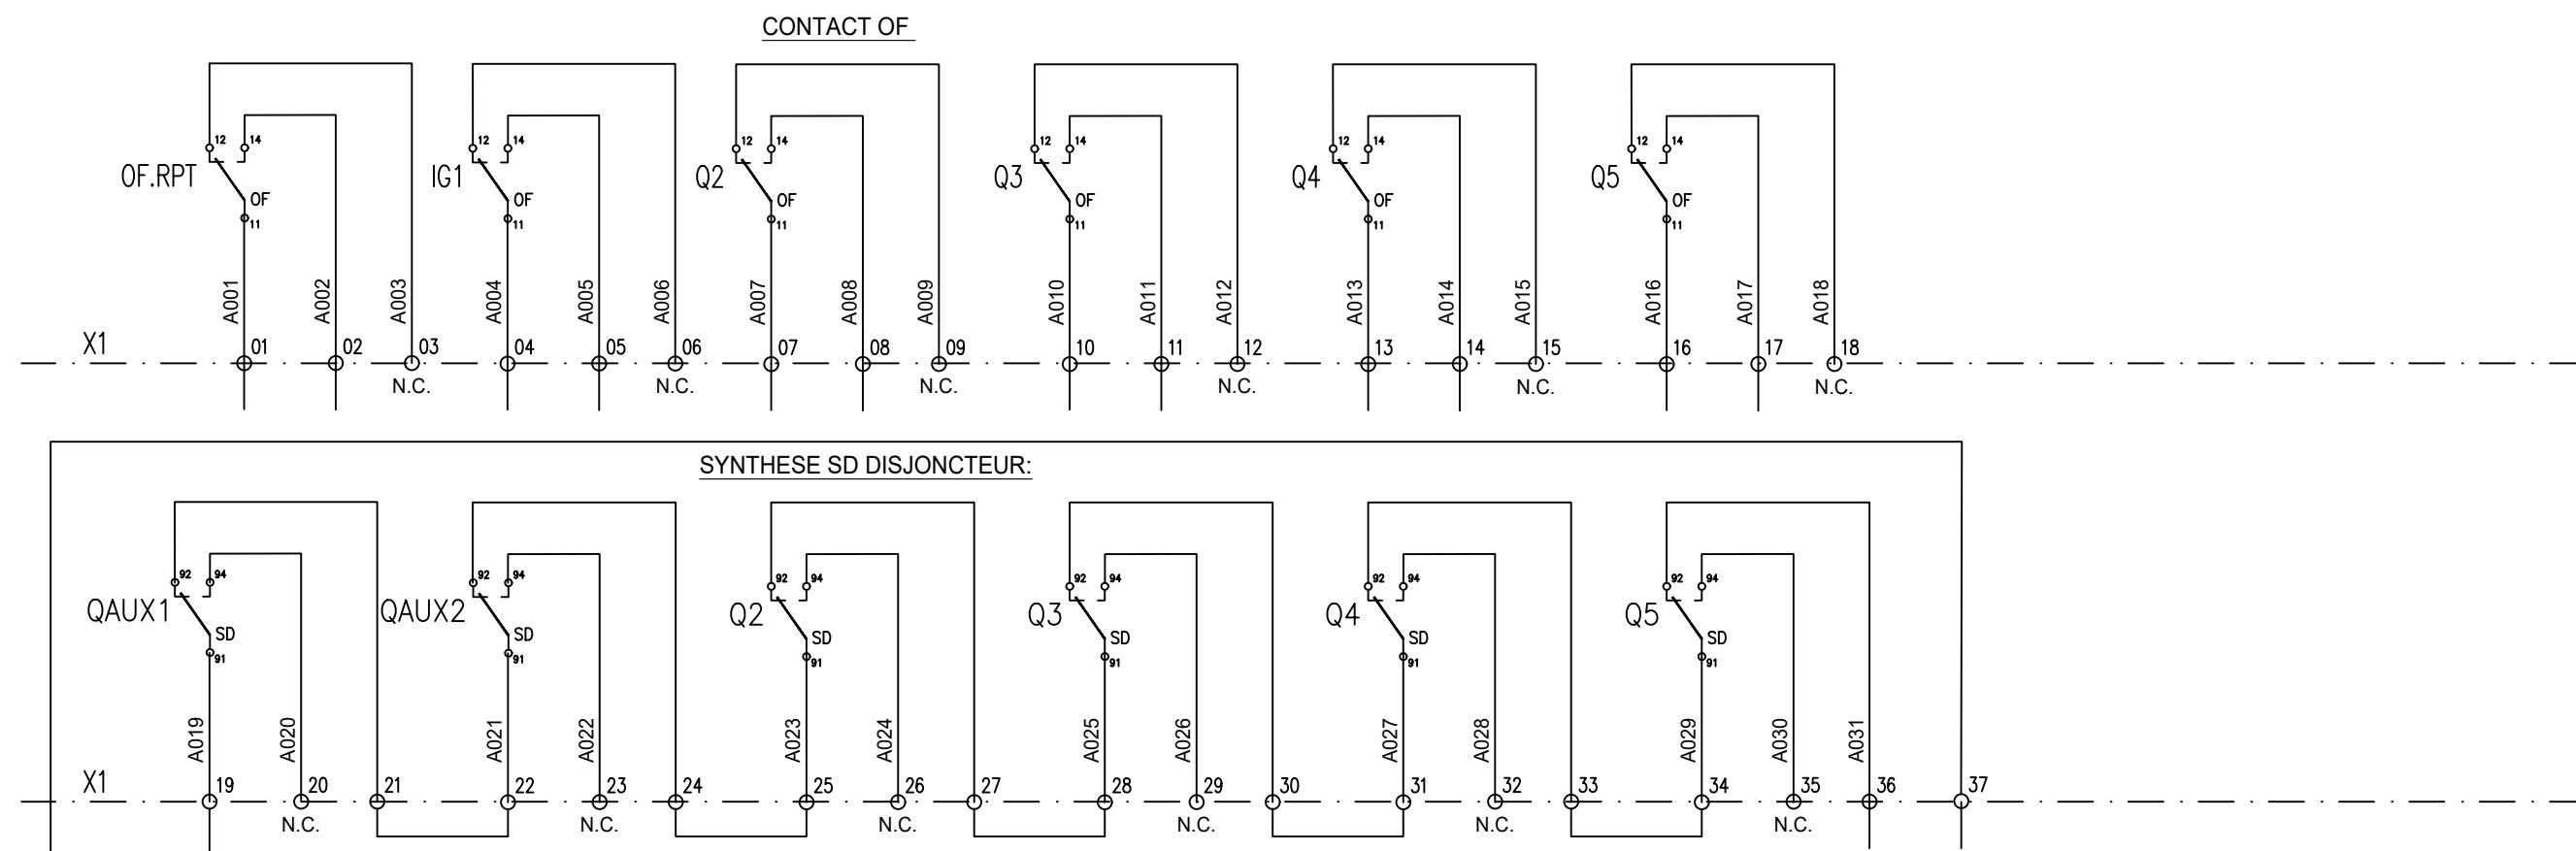 CONTACT OF
12 14 12 14 12 14 12 14 12 14 12 14
OF.RPT IG1 Q2 Q3 Q4 Q5
OF OF OF OF OF OF
11 11 11 11 11 11
A001 A002 A003 A004 A005 A006 A007 A008 A009 A010 A011 A012 A013 A014 A015 A016 A017 A018
X1 01 02 03 04 05 06 07 08 09 10 11 12 13 14 15 16 17 18
N.C. N.C. N.C. N.C. N.C. N.C.
SYNTHESE SD DISJONCTEUR:
92 94 92 94 92 94 92 94 92 94 92 94
QAUX1 QAUX2 Q2 Q3 Q4 Q5
SD SD SD SD SD SD
91 91 91 91 91 91
A019 A020 A021 A022 A023 A024 A025 A026 A027 A028 A029 A030 A031
X1 19 20 21 22 23 24 25 26 27 28 29 30 31 32 33 34 35 36 37
N.C. N.C. N.C. N.C. N.C. N.C.